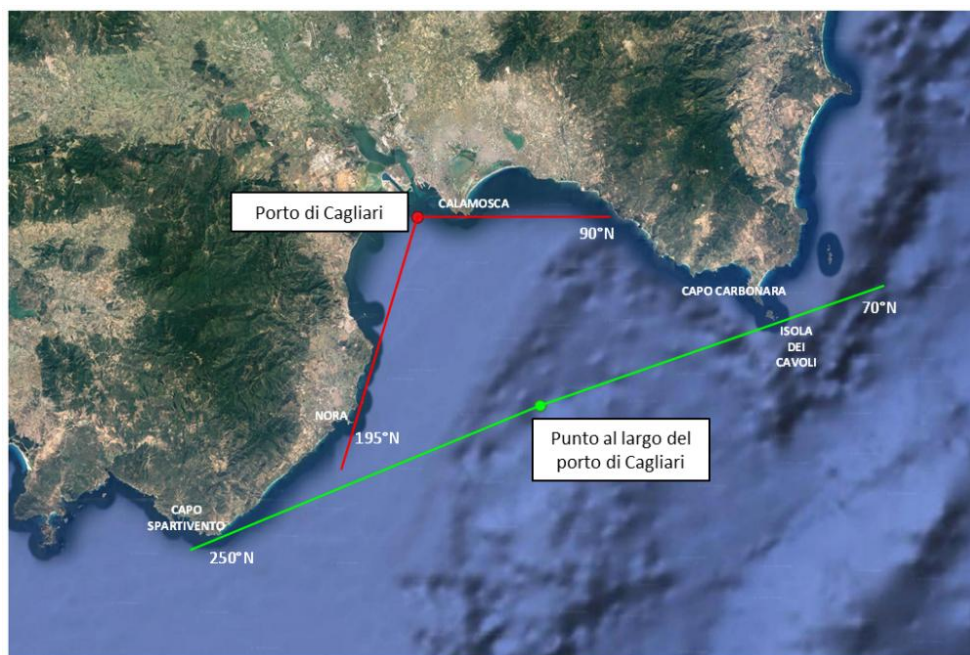 Porto di Cagliari
CALAMOSCA
90°N
CAPO CARBONARA
70°N
ISOLA
DEI
CAVOLI
NORA
195°N
Punto al largo del
porto di Cagliari
CAPO
SPARTIVENTO
250°N